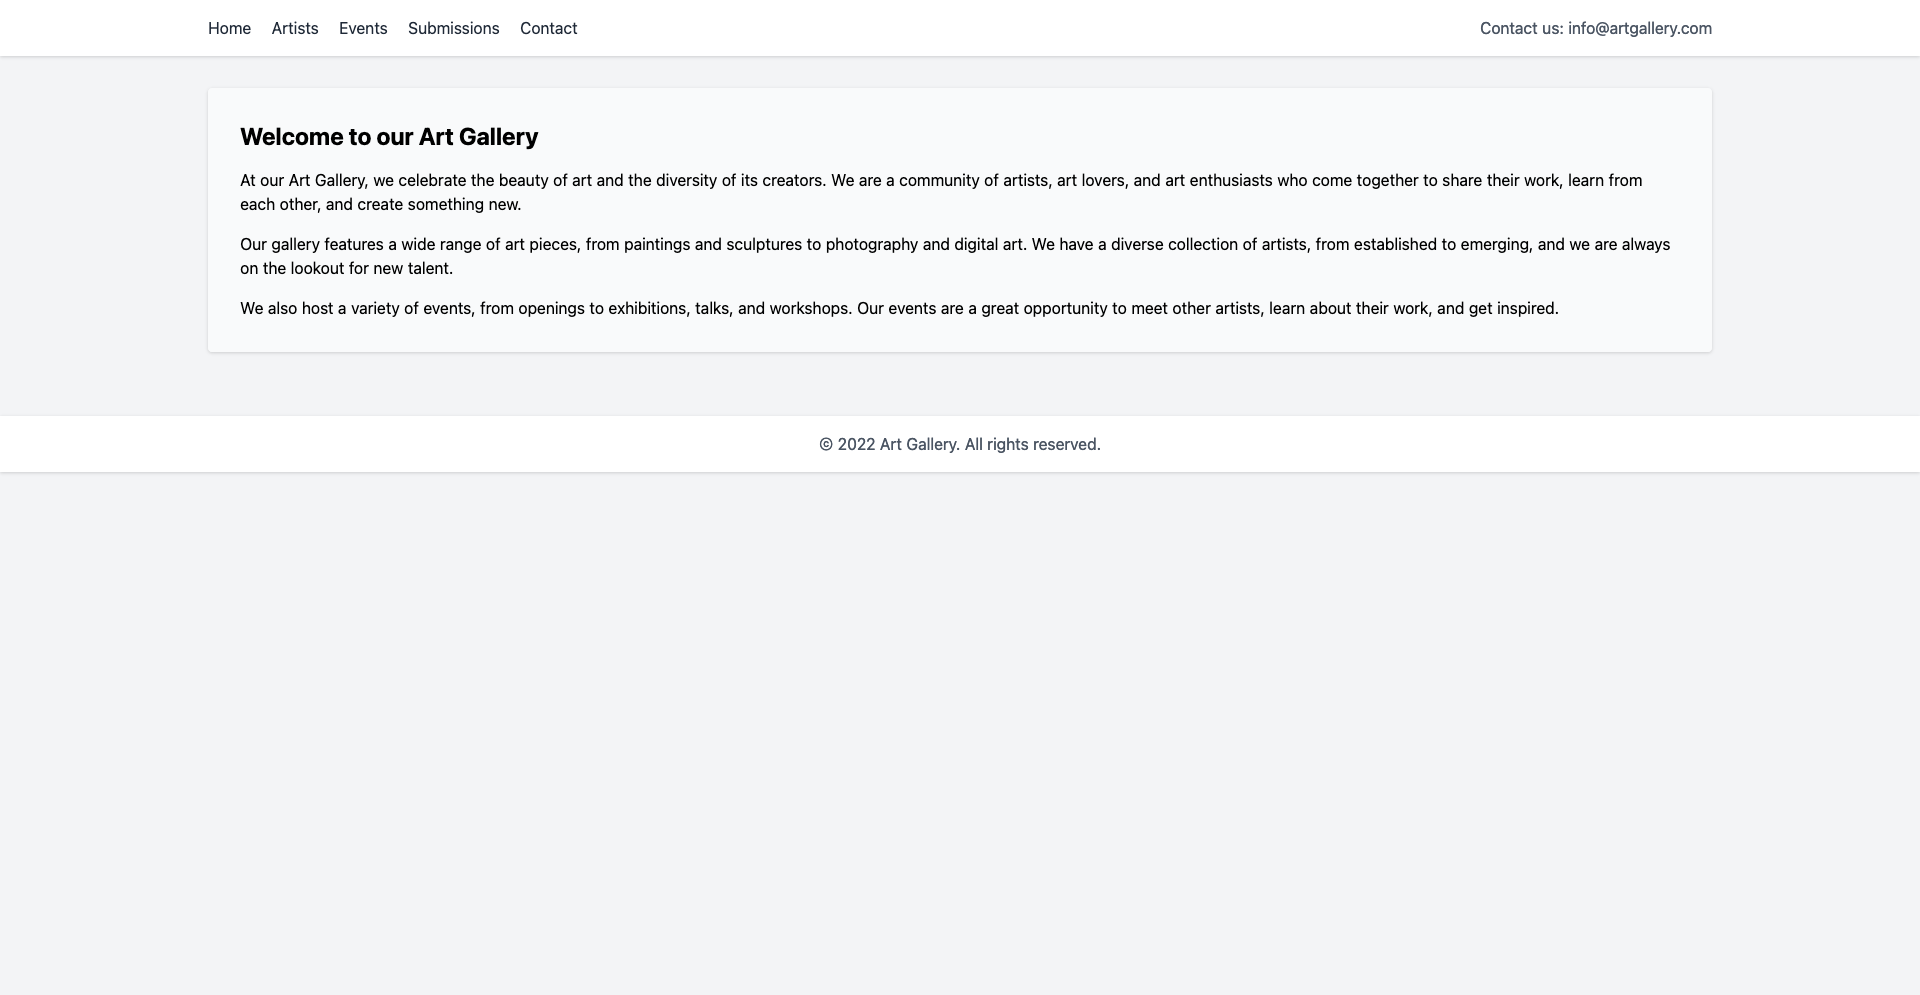 Home Artists Events Submissions Contact Contact us: info@artgallery.com
Welcome to our Art Gallery
At our Art Gallery, we celebrate the beauty of art and the diversity of its creators. We are a community of artists, art lovers, and art enthusiasts who come together to share their work, learn from
each other, and create something new.
Our gallery features a wide range of art pieces, from paintings and sculptures to photography and digital art. We have a diverse collection of artists, from established to emerging, and we are always
on the lookout for new talent.
We also host a variety of events, from openings to exhibitions, talks, and workshops. Our events are a great opportunity to meet other artists, learn about their work, and get inspired.
© 2022 Art Gallery. All rights reserved.